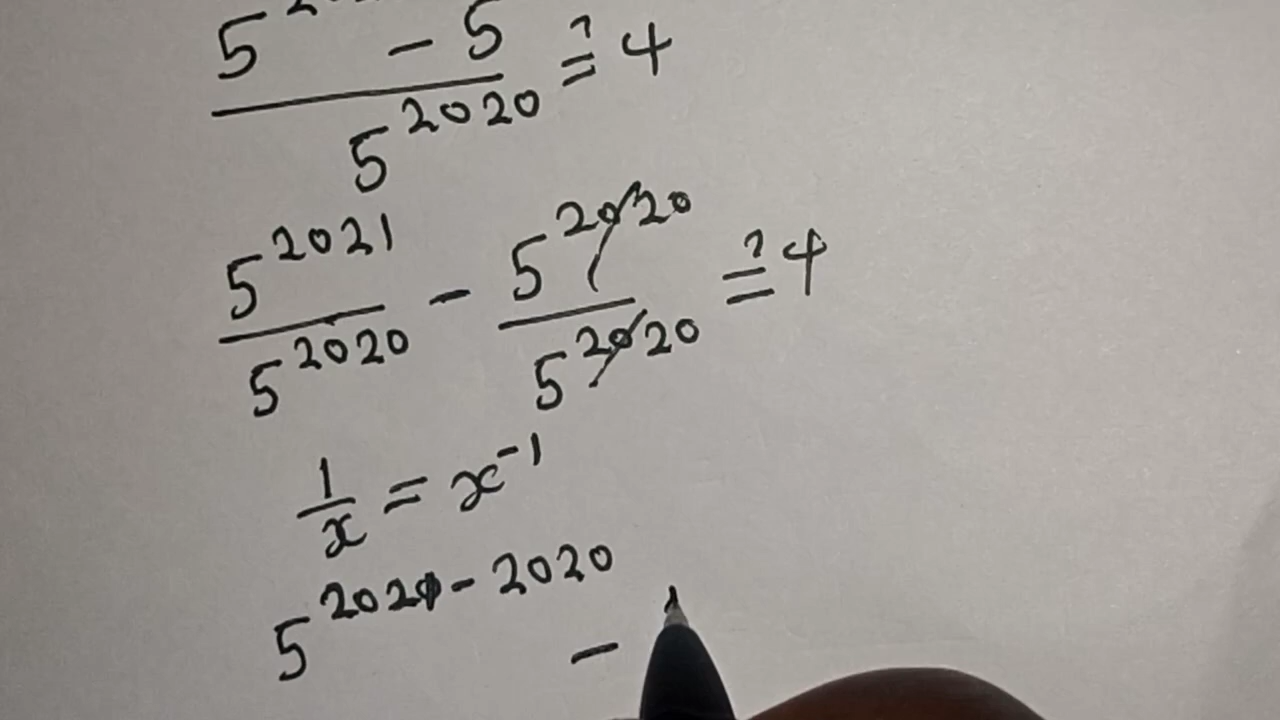 5^2 - 5
5^2020 ≟ 4
5^2021/5^2020 - 5^2020/5^2020 ≟ 4
1/x = x^-1
5^2021-2020 -